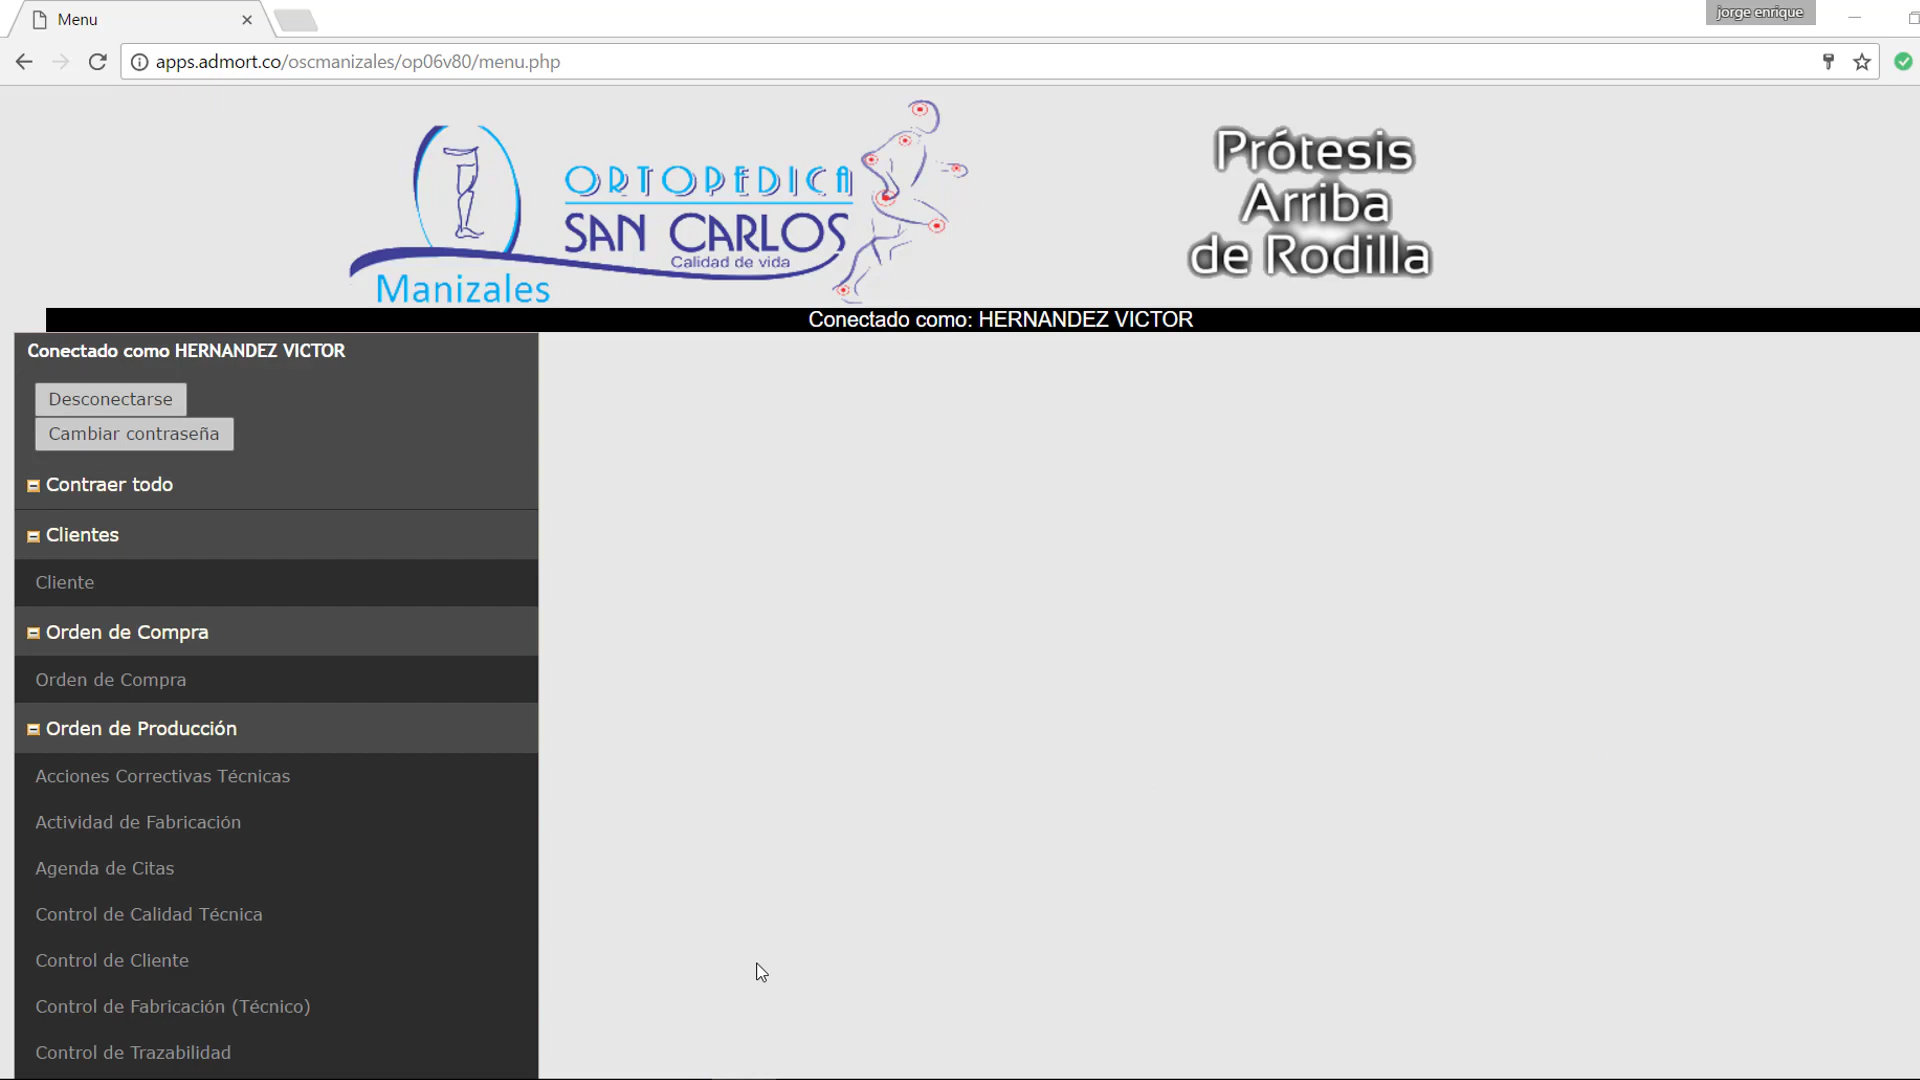 Menu
jorge enrique
apps.admort.co/oscmanizales/op06v80/menu.php
ORTOPEDICA
SAN CARLOS
Calidad de vida
Manizales
Prótesis
Arriba
de Rodilla
Conectado como: HERNANDEZ VICTOR
Conectado como HERNANDEZ VICTOR
Desconectarse
Cambiar contraseña
Contraer todo
Clientes
Cliente
Orden de Compra
Orden de Compra
Orden de Producción
Acciones Correctivas Técnicas
Actividad de Fabricación
Agenda de Citas
Control de Calidad Técnica
Control de Cliente
Control de Fabricación (Técnico)
Control de Trazabilidad